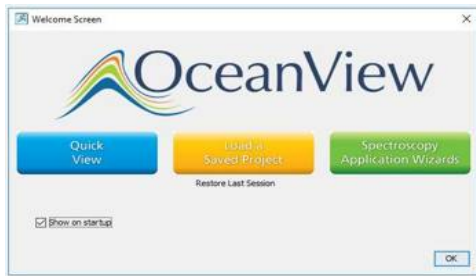 Welcome Screen
OceanView
Quick
View
Load a
Saved Project
Spectroscopy
Application Wizards
Restore Last Session
Show on startup
OK